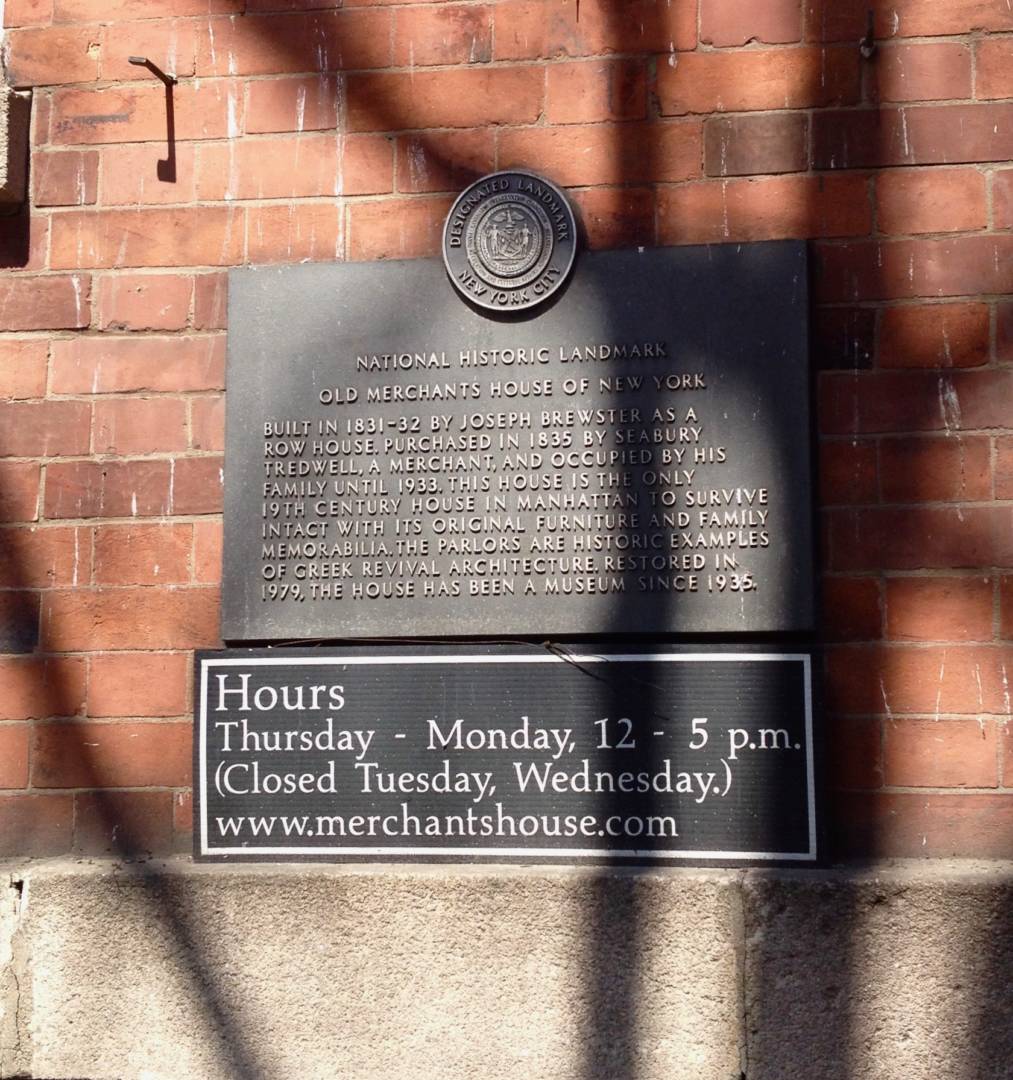 DESIGNATED LANDMARK
NEW YORK CITY
NATIONAL HISTORIC LANDMARK
OLD MERCHANT'S HOUSE OF NEW YORK
BUILT IN 1831-32 BY JOSEPH BREWSTER AS A
ROW HOUSE. PURCHASED IN 1835 BY SEABURY
TREDWELL, A MERCHANT, AND OCCUPIED BY HIS
FAMILY UNTIL 1933. THIS HOUSE IS THE ONLY
19TH CENTURY HOUSE IN MANHATTAN TO SURVIVE
INTACT WITH ITS ORIGINAL FURNITURE AND FAMILY
MEMORABILIA. THE PARLORS ARE HISTORIC EXAMPLES
OF GREEK REVIVAL ARCHITECTURE. RESTORED IN
1979, THE HOUSE HAS BEEN A MUSEUM SINCE 1935.
Hours
Thursday - Monday, 12 - 5 p.m.
(Closed Tuesday, Wednesday.)
www.merchantshouse.com